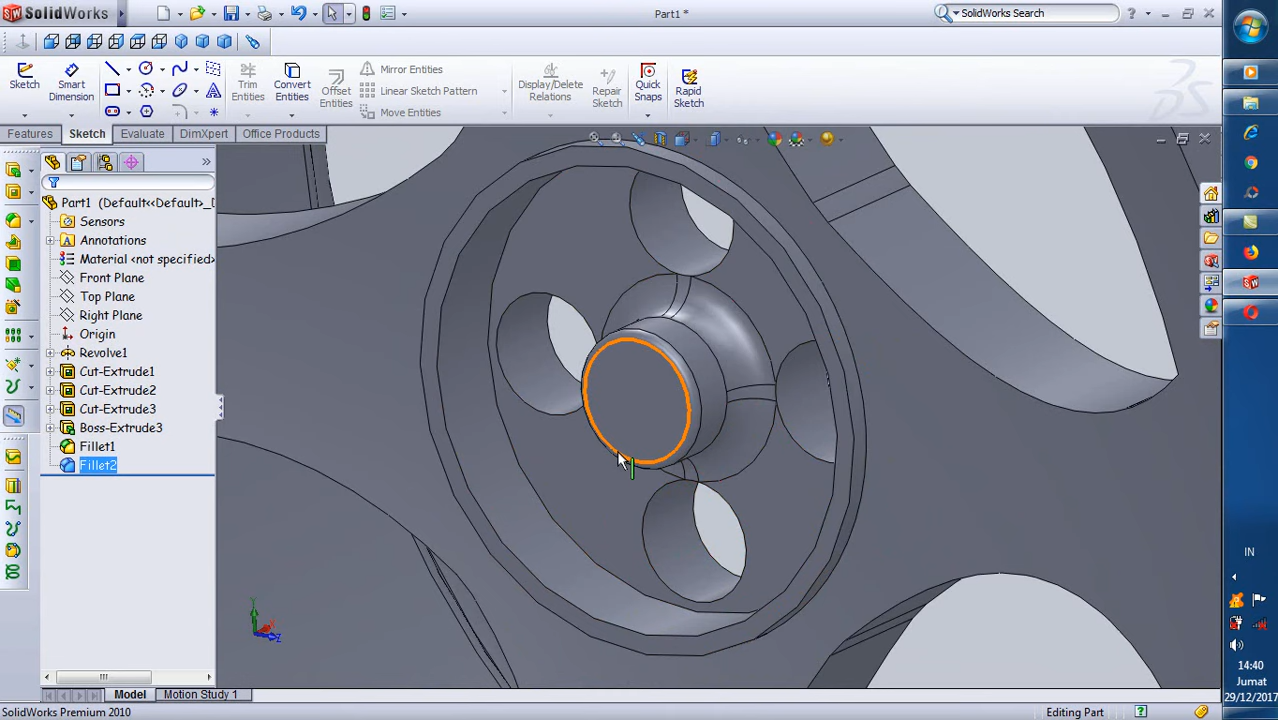 SolidWorks
Part1 *
SolidWorks Search
Sketch
Smart Dimension
Trim Entities
Convert Entities
Offset Entities
Mirror Entities
Linear Sketch Pattern
Move Entities
Display/Delete Relations
Repair Sketch
Quick Snaps
Rapid Sketch
Features
Sketch
Evaluate
DimXpert
Office Products
Part1 (Default<<Default>_D
Sensors
Annotations
Material <not specified>
Front Plane
Top Plane
Right Plane
Origin
Revolve1
Cut-Extrude1
Cut-Extrude2
Cut-Extrude3
Boss-Extrude3
Fillet1
Fillet2
Y
X
Z
IN
14:40
Jumat
29/12/2017
Model
Motion Study 1
SolidWorks Premium 2010
Editing Part